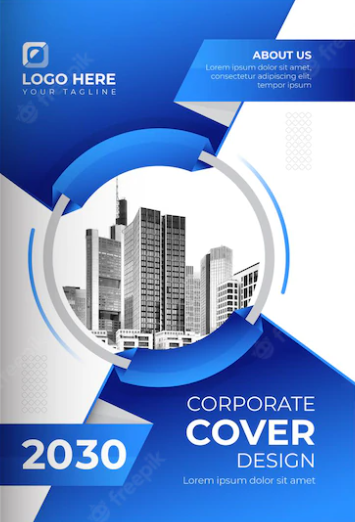 LOGO HERE
YOUR TAGLINE
ABOUT US
Lorem ipsum dolor sit amet,
consectetur adipiscing elit,
tempor ipsum
CORPORATE
COVER
DESIGN
Lorem ipsum dolor sit amet
2030
freepik